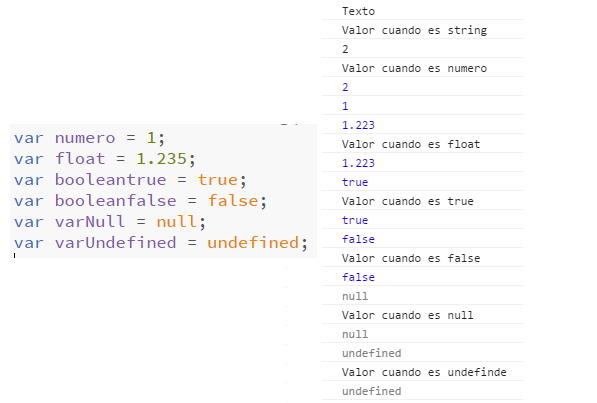 var numero = 1;
var float = 1.235;
var booleantrue = true;
var booleanfalse = false;
var varNull = null;
var varUndefined = undefined;
Texto
Valor cuando es string
2
Valor cuando es numero
2
1
1.223
Valor cuando es float
1.223
true
Valor cuando es true
true
false
Valor cuando es false
false
null
Valor cuando es null
null
undefined
Valor cuando es undefinde
undefined